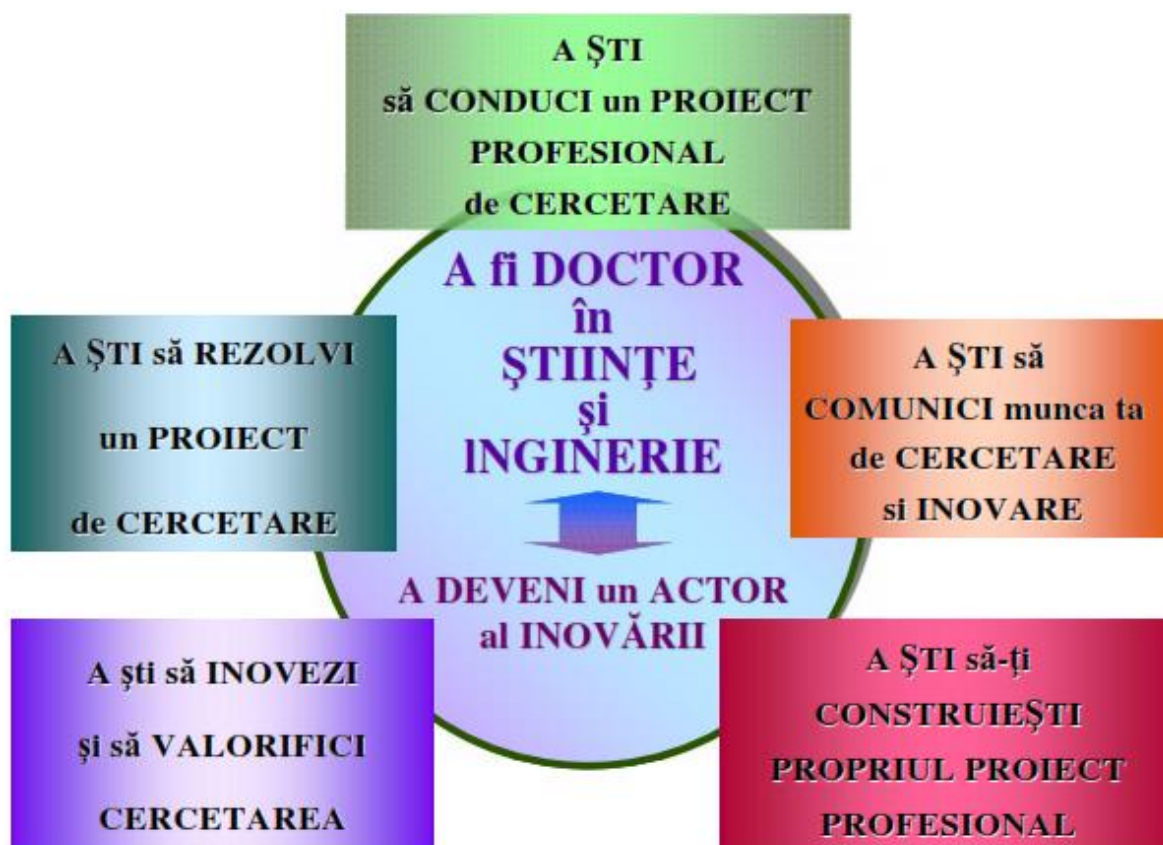 A ŞTI
să CONDUCI un PROIECT
PROFESIONAL
de CERCETARE
A fi DOCTOR
în
ŞTIINŢE
şi
INGINERIE
A DEVENI un ACTOR
al INOVĂRII
A ŞTI să REZOLVI
un PROIECT
de CERCETARE
A ŞTI să
COMUNICI munca ta
de CERCETARE
si INOVARE
A şti să INOVEZI
şi să VALORIFICI
CERCETAREA
A ŞTI să-ţi
CONSTRUIEŞTI
PROPRIUL PROIECT
PROFESIONAL